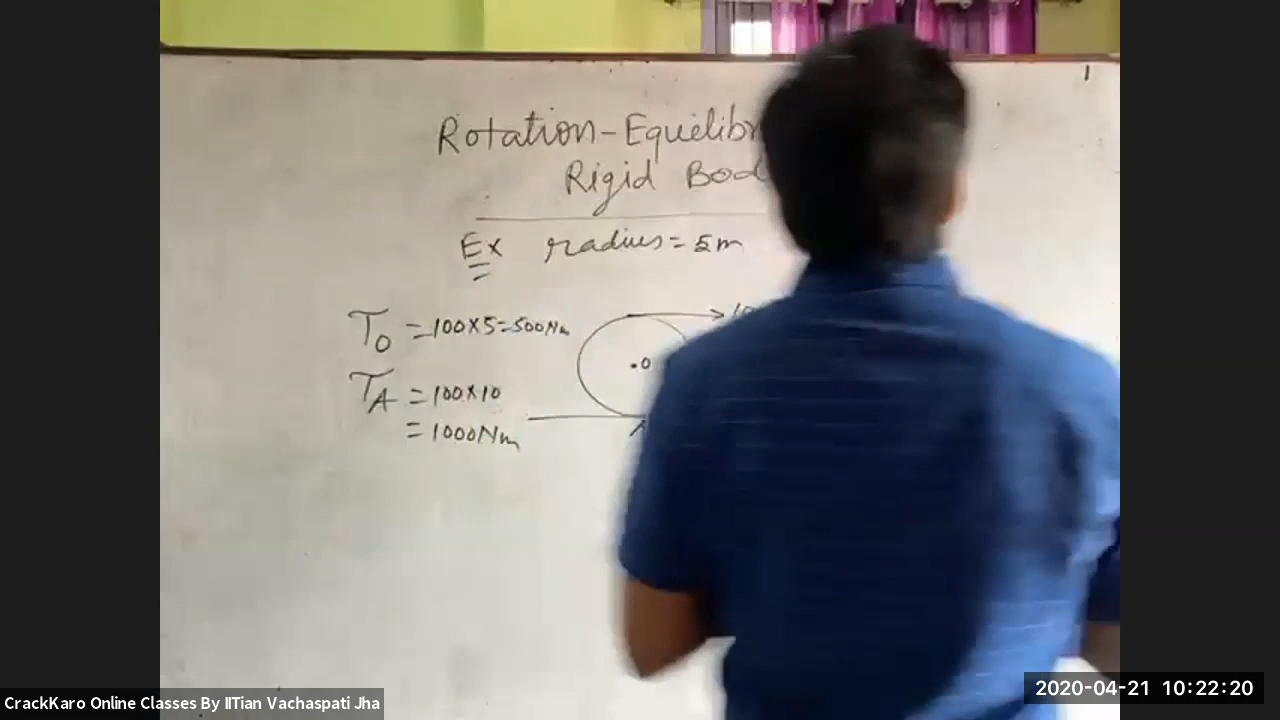 Rotation-Equilibr
Rigid Bod
Ex radius = 5m
T₀ = 100×5=500Nm
T_A = 100×10
= 1000Nm
.O
CrackKaro Online Classes By IITian Vachaspati Jha
2020-04-21 10:22:20